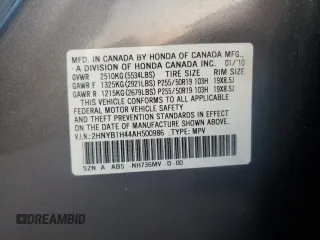 MFD. IN CANADA BY HONDA OF CANADA MFG.,
A DIVISION OF HONDA CANADA INC. 01/10
GVWR 2510KG(5534LBS) TIRE SIZE RIM SIZE
GAWR F 1325KG(2921LBS) P255/50R19 103H 19X8.5J
GAWR R 1215KG(2679LBS) P255/50R19 103H 19X8.5J
THIS VEHICLE CONFORMS TO ALL APPLICABLE
FEDERAL MOTOR VEHICLE SAFETY AND
THEFT PREVENTION STANDARDS IN EFFECT ON
THE DATE OF MANUFACTURE SHOWN ABOVE.
V.I.N.:2HNYB1H44AH500986 TYPE: MPV
SZN A AB5 NH736MV D-00
AUTOBIDMASTER